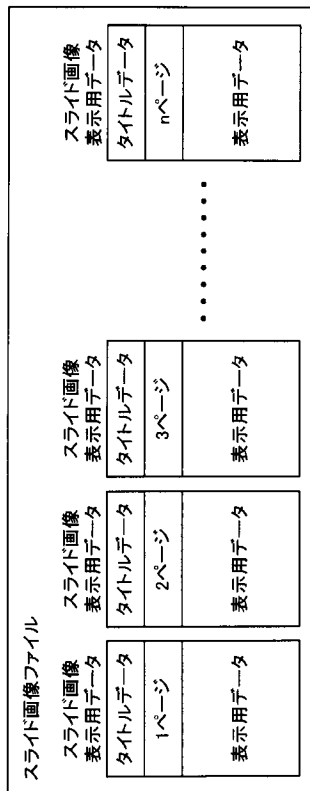 スライド画像ファイル
スライド画像
表示用データ
タイトルデータ
1ページ
表示用データ
スライド画像
表示用データ
タイトルデータ
2ページ
表示用データ
スライド画像
表示用データ
タイトルデータ
3ページ
表示用データ
・・・・・・・・
スライド画像
表示用データ
タイトルデータ
nページ
表示用データ